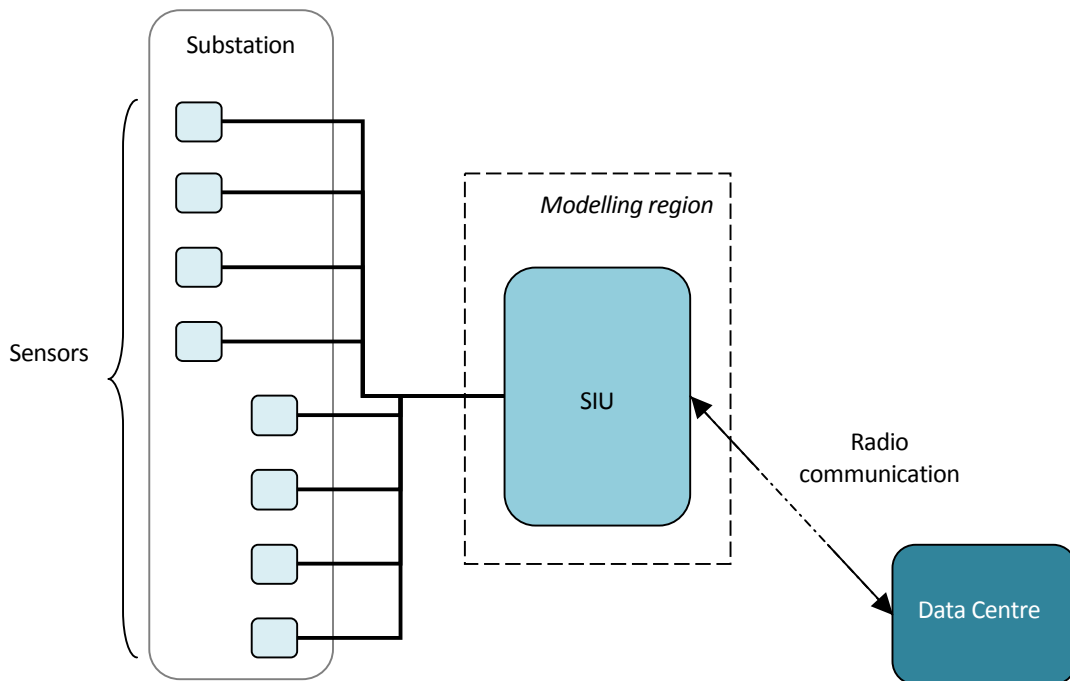 Substation
Modelling region
Sensors
SIU
Radio
communication
Data Centre